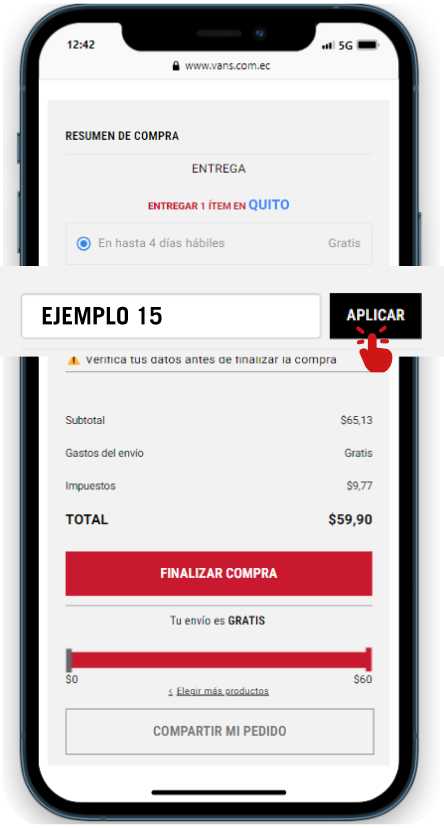 12:42
5G
www.vans.com.ec
RESUMEN DE COMPRA
ENTREGA
ENTREGAR 1 ÍTEM EN QUITO
En hasta 4 días hábiles Gratis
EJEMPLO 15 APLICAR
Verifica tus datos antes de finalizar la compra
Subtotal $65,13
Gastos del envío Gratis
Impuestos $9,77
TOTAL $59,90
FINALIZAR COMPRA
Tu envío es GRATIS
$0 $60
‹ Elegir más productos
COMPARTIR MI PEDIDO